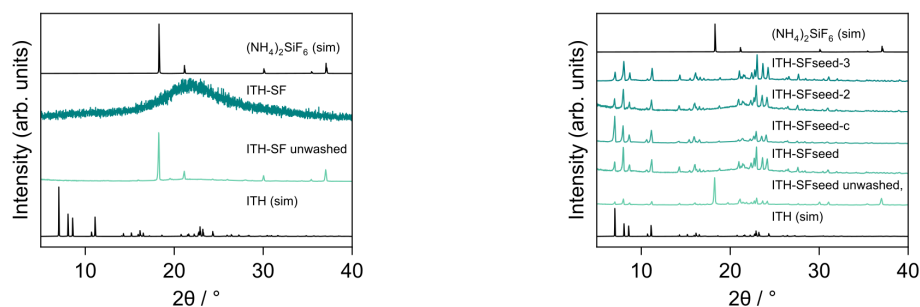 (NH4)2SiF6 (sim)
ITH-SF
ITH-SF unwashed
ITH (sim)
Intensity (arb. units)
10 20 30 40
2θ / °
(NH4)2SiF6 (sim)
ITH-SFseed-3
ITH-SFseed-2
ITH-SFseed-c
ITH-SFseed
ITH-SFseed unwashed,
ITH (sim)
Intensity (arb. units)
10 20 30 40
2θ / °